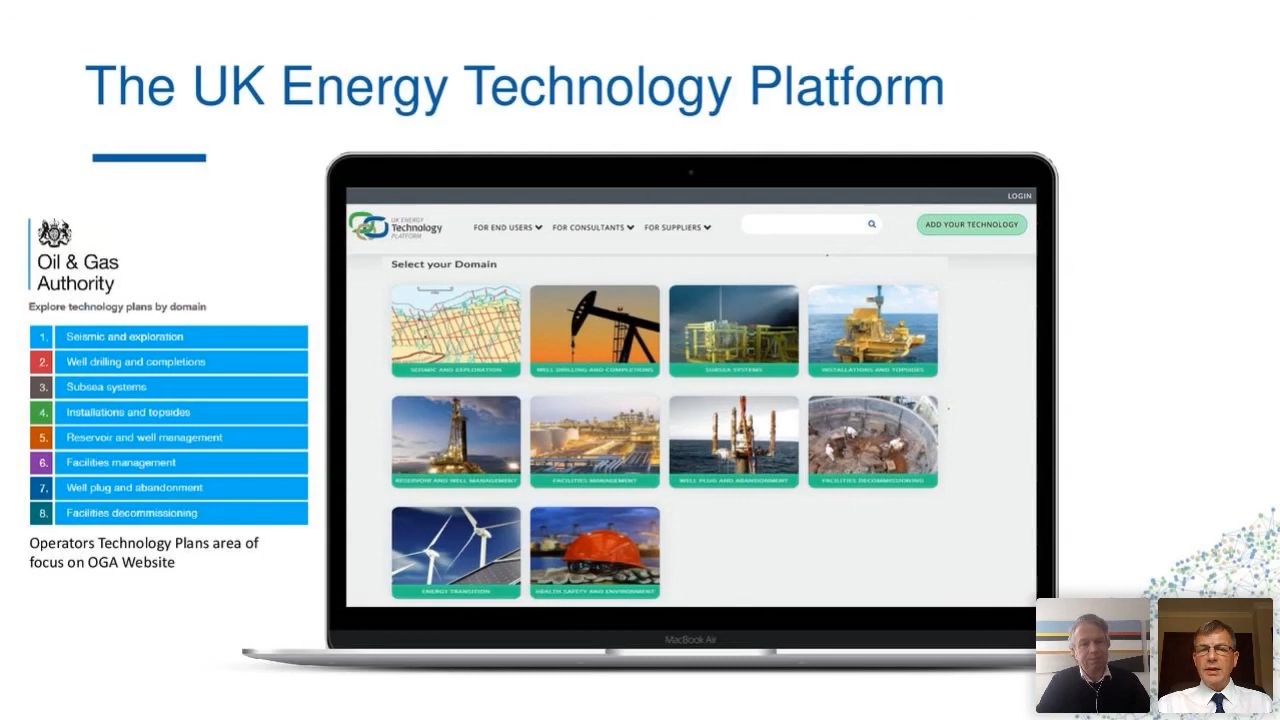 The UK Energy Technology Platform
Oil & Gas
Authority
Explore technology plans by domain
1. Seismic and exploration
2. Well drilling and completions
3. Subsea systems
4. Installations and topsides
5. Reservoir and well management
6. Facilities management
7. Well plug and abandonment
8. Facilities decommissioning
Operators Technology Plans area of
focus on OGA Website
LOGIN
UK ENERGY
Technology
PLATFORM
FOR END USERS
FOR CONSULTANTS
FOR SUPPLIERS
ADD YOUR TECHNOLOGY
Select your Domain
SEISMIC AND EXPLORATION
WELL DRILLING AND COMPLETIONS
SUBSEA SYSTEMS
INSTALLATIONS AND TOPSIDES
RESERVOIR AND WELL MANAGEMENT
FACILITIES MANAGEMENT
WELL PLUG AND ABANDONMENT
FACILITIES DECOMMISSIONING
ENERGY TRANSITION
HEALTH, SAFETY AND ENVIRONMENT
MacBook Air